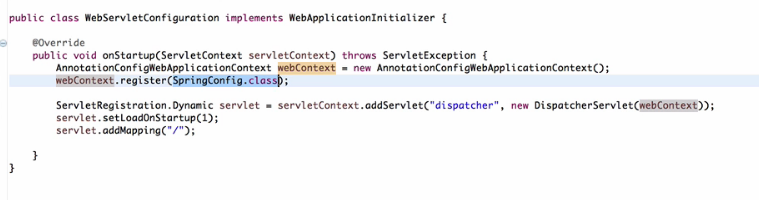 public class WebServletConfiguration implements WebApplicationInitializer {
@Override
public void onStartup(ServletContext servletContext) throws ServletException {
AnnotationConfigWebApplicationContext webContext = new AnnotationConfigWebApplicationContext();
webContext.register(SpringConfig.class);
ServletRegistration.Dynamic servlet = servletContext.addServlet("dispatcher", new DispatcherServlet(webContext));
servlet.setLoadOnStartup(1);
servlet.addMapping("/");
}
}